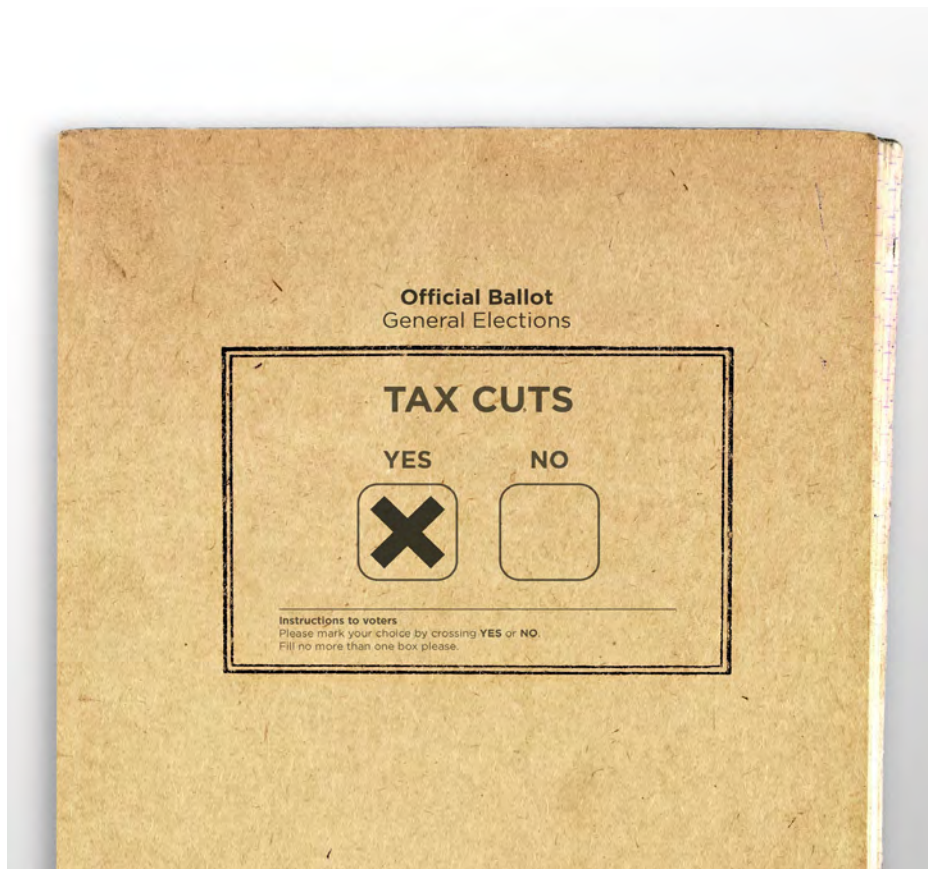 Official Ballot
General Elections
TAX CUTS
YES NO
Instructions to voters
Please mark your choice by crossing YES or NO.
Fill no more than one box please.